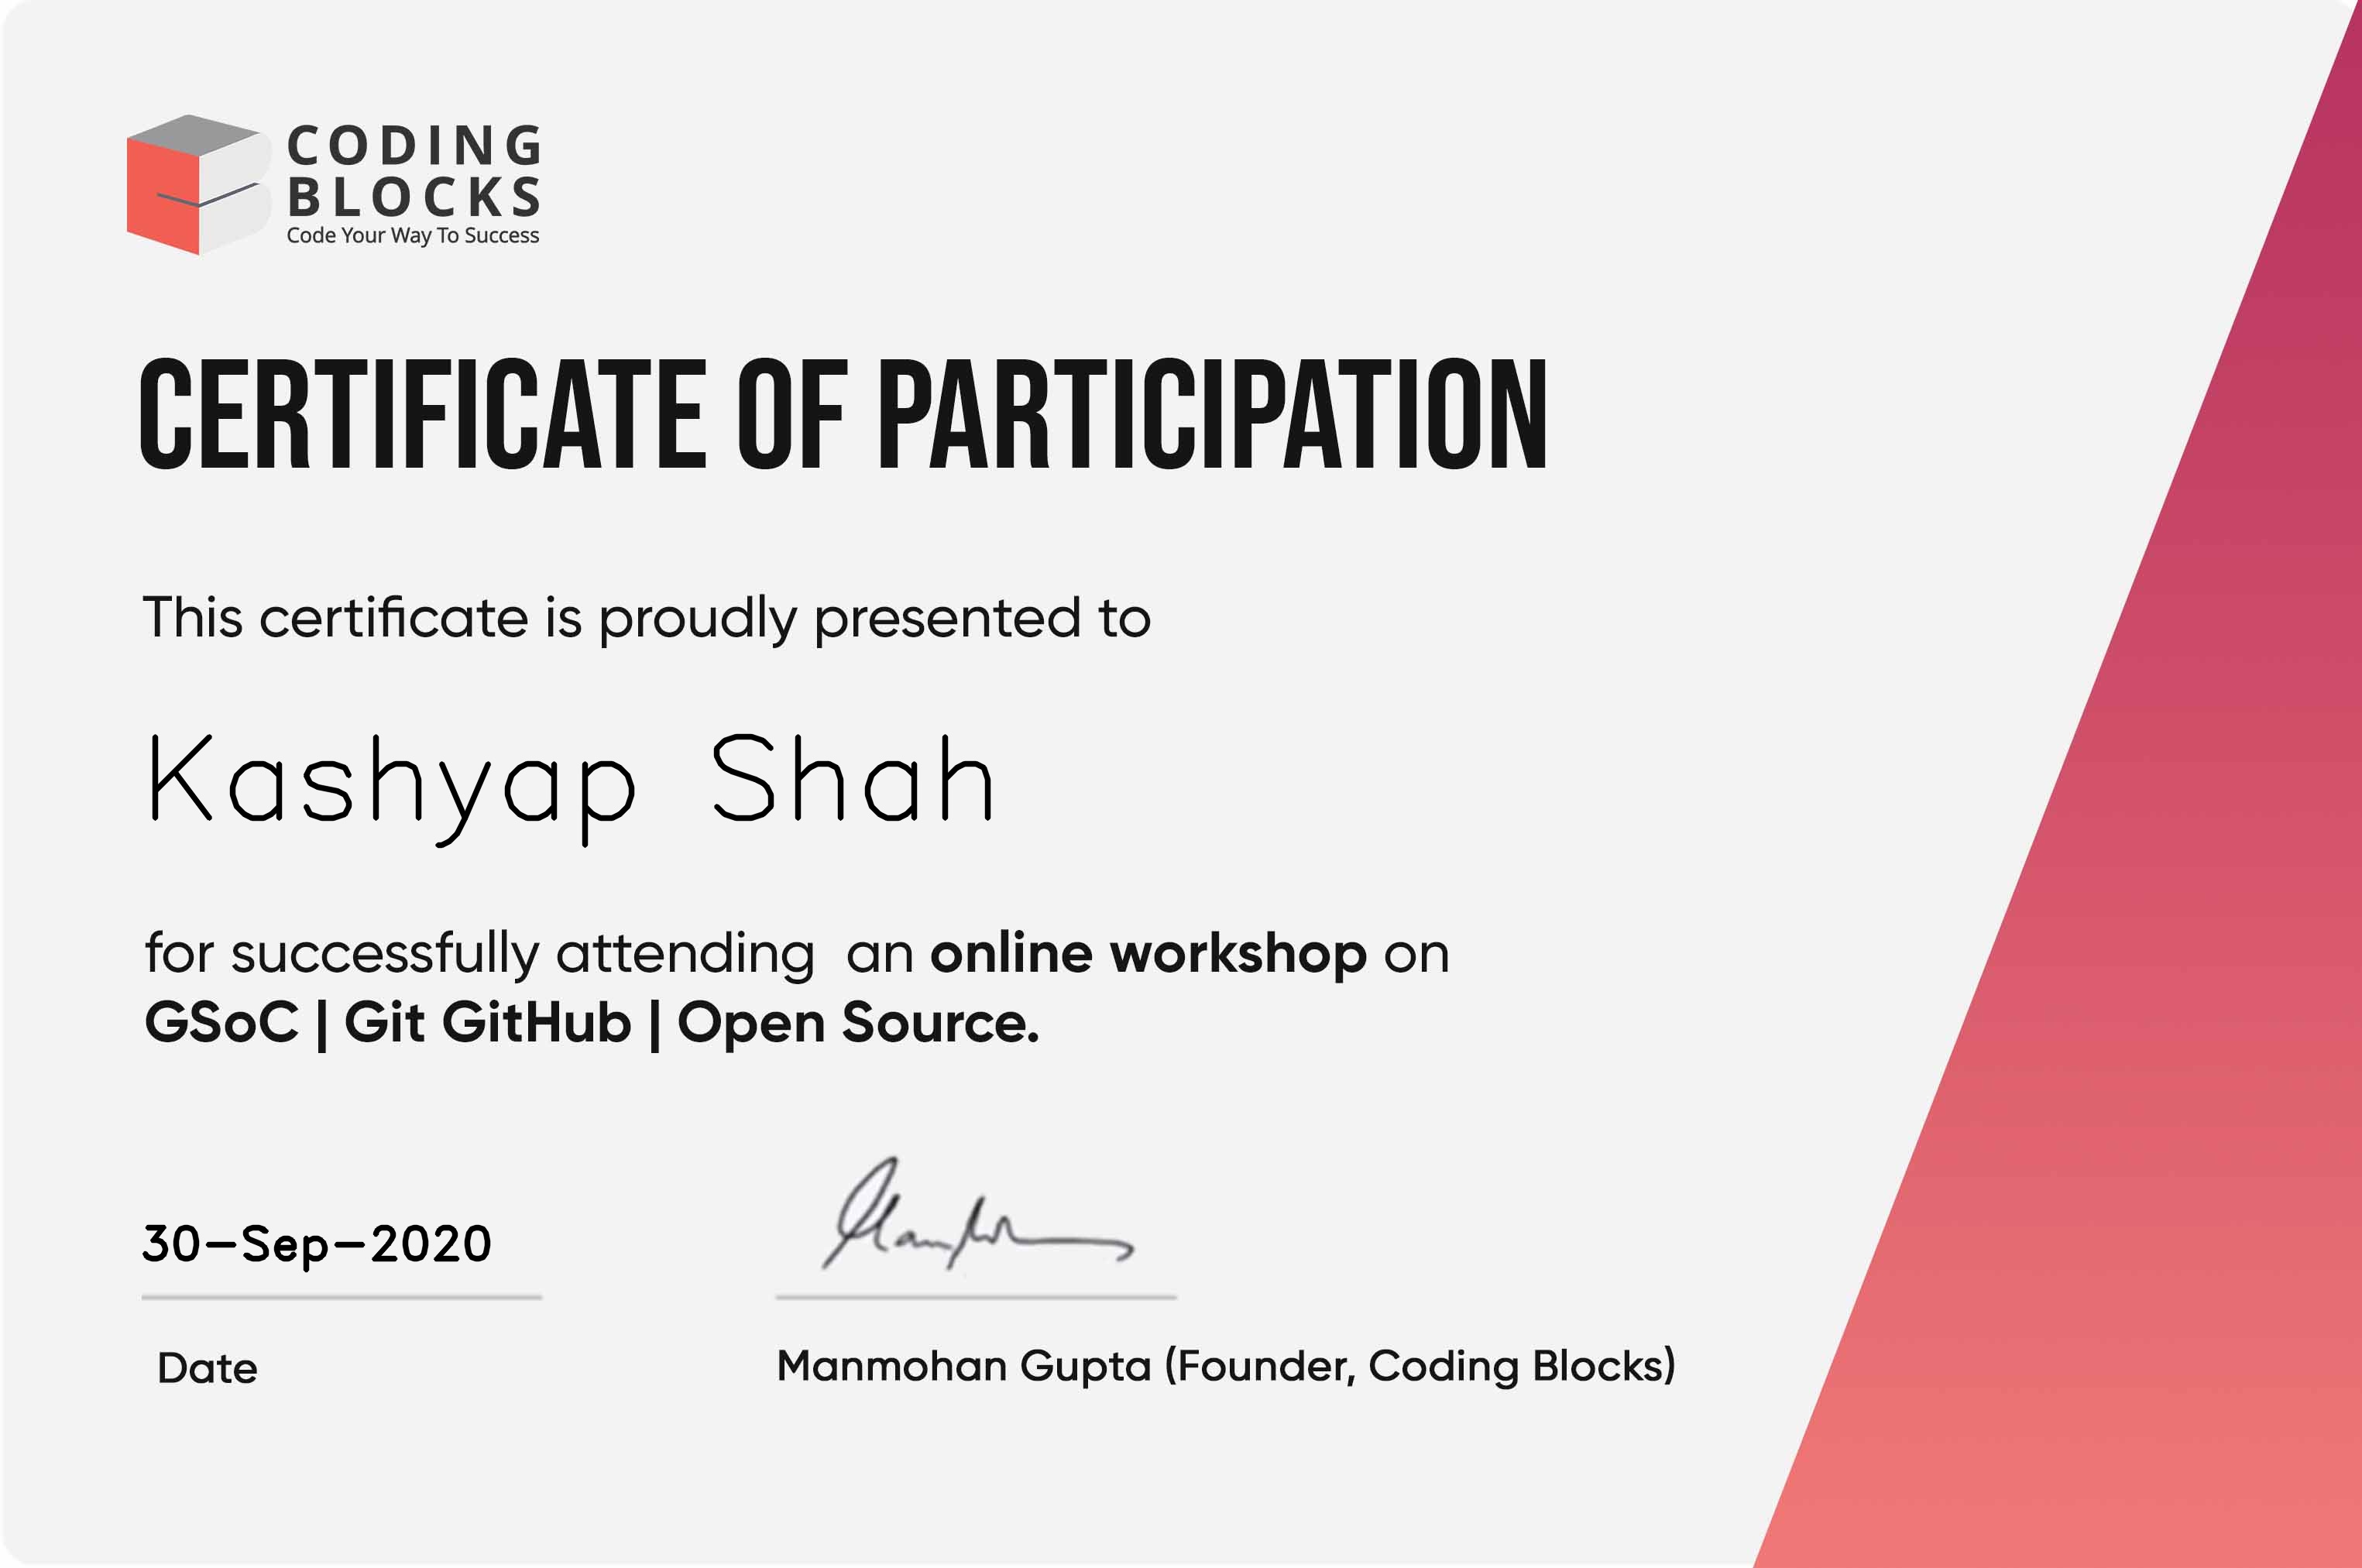 CODING
BLOCKS
Code Your Way To Success
CERTIFICATE OF PARTICIPATION
This certificate is proudly presented to
Kashyap Shah
for successfully attending an online workshop on
GSoC | Git GitHub | Open Source.
30-Sep-2020
Date
Manmohan Gupta (Founder, Coding Blocks)